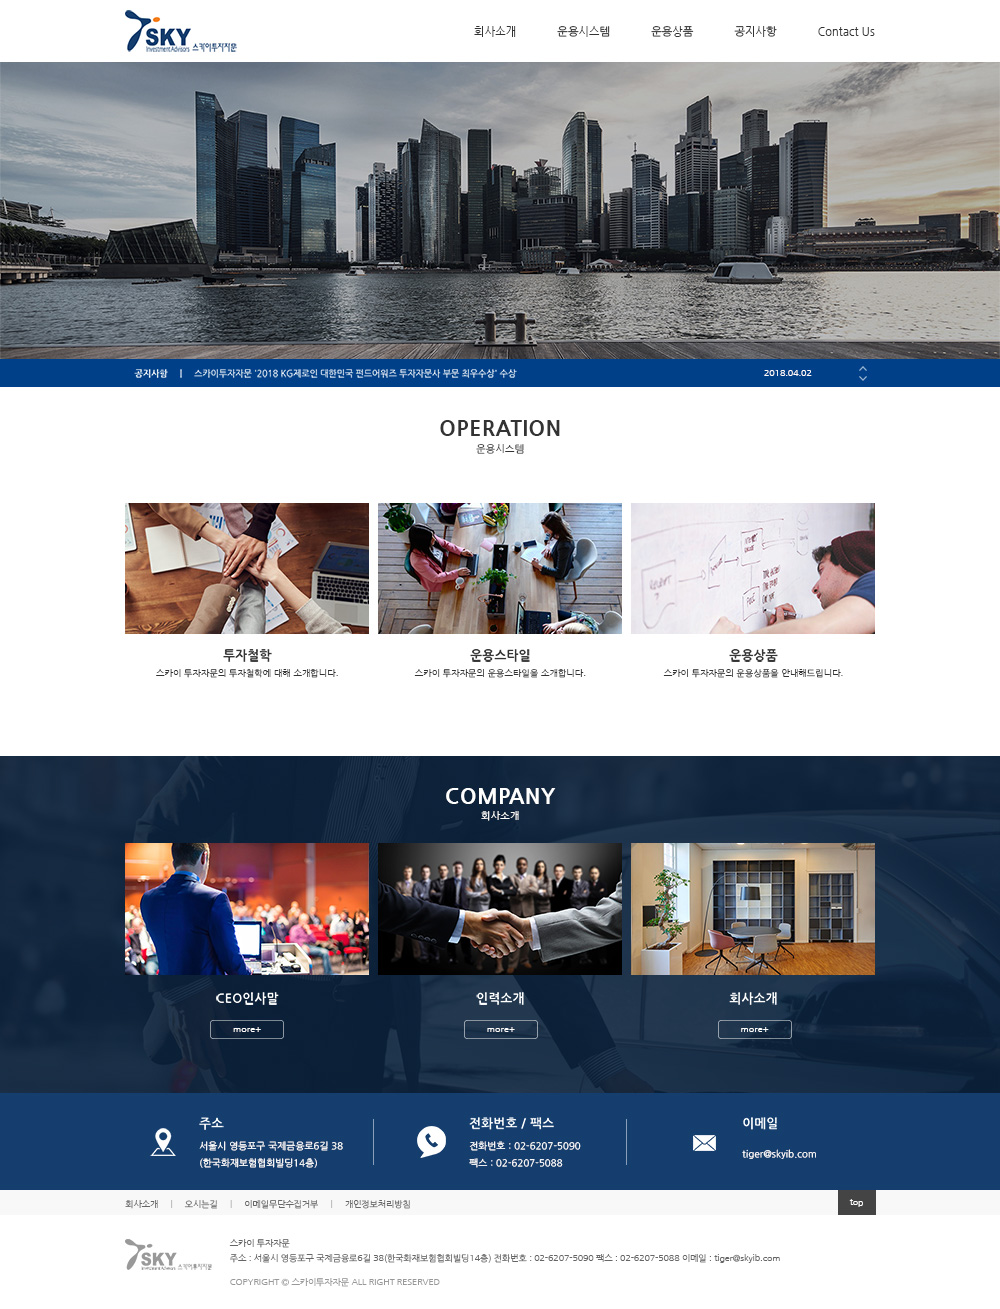 SKY
Investment Advisors 스카이투자자문
회사소개 운용시스템 운용상품 공지사항 Contact Us
공지사항 | 스카이투자자문 '2018 KG제로인 대한민국 펀드어워즈 투자자문사 부문 최우수상' 수상 2018.04.02
OPERATION
운용시스템
투자철학 운용스타일 운용상품
스카이 투자자문의 투자철학에 대해 소개합니다. 스카이 투자자문의 운용스타일을 소개합니다. 스카이 투자자문의 운용상품을 안내해드립니다.
COMPANY
회사소개
CEO인사말 인력소개 회사소개
more+ more+ more+
주소
서울시 영등포구 국제금융로6길 38
(한국화재보험협회빌딩14층)
전화번호 / 팩스
전화번호 : 02-6207-5090
팩스 : 02-6207-5088
이메일
tiger@skyib.com
회사소개 | 오시는길 | 이메일무단수집거부 | 개인정보처리방침 top
SKY
스카이투자자문
스카이 투자자문
주소 : 서울시 영등포구 국제금융로6길 38(한국화재보험협회빌딩14층) 전화번호 : 02-6207-5090 팩스 : 02-6207-5088 이메일 : tiger@skyib.com
COPYRIGHT @ 스카이투자자문 ALL RIGHT RESERVED